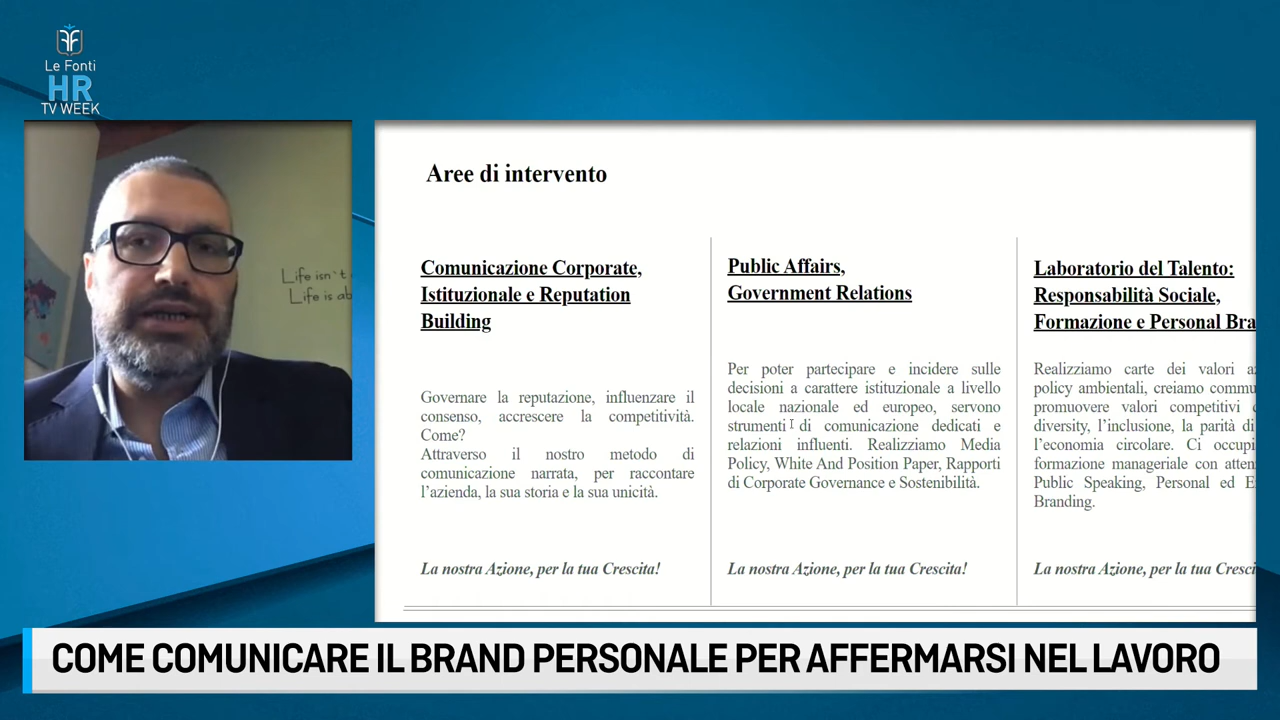 Le Fonti
HR
TV WEEK
Life isn't
Life is ab
Aree di intervento
Comunicazione Corporate,
Istituzionale e Reputation
Building
Governare la reputazione, influenzare il
consenso, accrescere la competitività.
Come?
Attraverso il nostro metodo di
comunicazione narrata, per raccontare
l'azienda, la sua storia e la sua unicità.
La nostra Azione, per la tua Crescita!
Public Affairs,
Government Relations
Per poter partecipare e incidere sulle
decisioni a carattere istituzionale a livello
locale nazionale ed europeo, servono
strumenti di comunicazione dedicati e
relazioni influenti. Realizziamo Media
Policy, White And Position Paper, Rapporti
di Corporate Governance e Sostenibilità.
La nostra Azione, per la tua Crescita!
Laboratorio del Talento:
Responsabilità Sociale,
Formazione e Personal Bra
Realizziamo carte dei valori a
policy ambientali, creiamo commu
promuovere valori competitivi
diversity, l'inclusione, la parità di
l'economia circolare. Ci occupi
formazione manageriale con atten
Public Speaking, Personal ed E
Branding.
La nostra Azione, per la tua Cresci
COME COMUNICARE IL BRAND PERSONALE PER AFFERMARSI NEL LAVORO